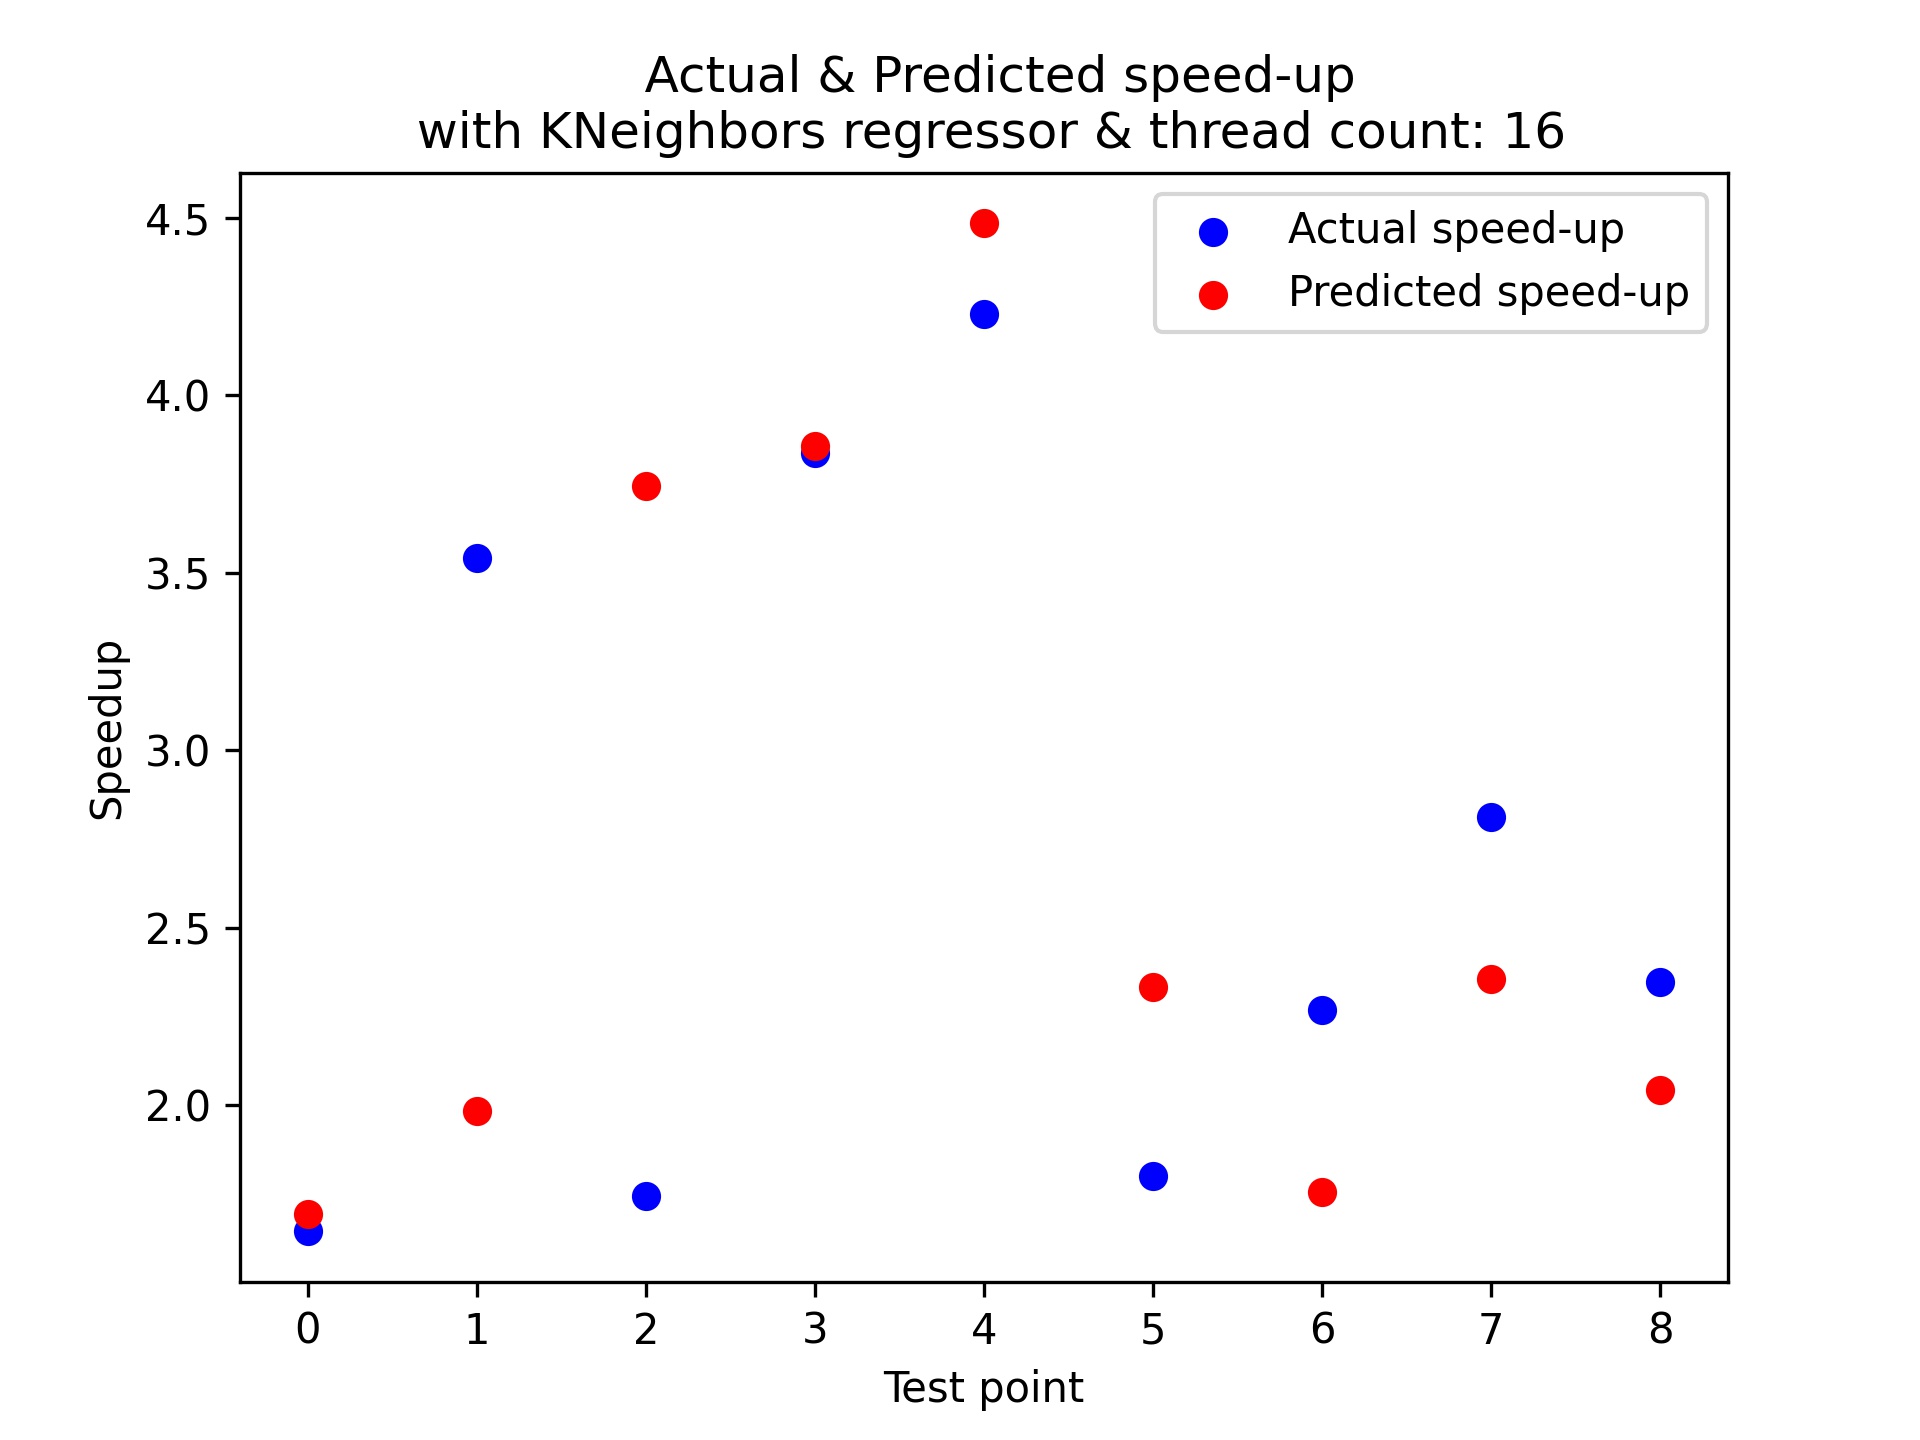 Actual & Predicted speed-up
with KNeighbors regressor & thread count: 16
Actual speed-up
Predicted speed-up
Speedup
4.5
4.0
3.5
3.0
2.5
2.0
0 1 2 3 4 5 6 7 8
Test point